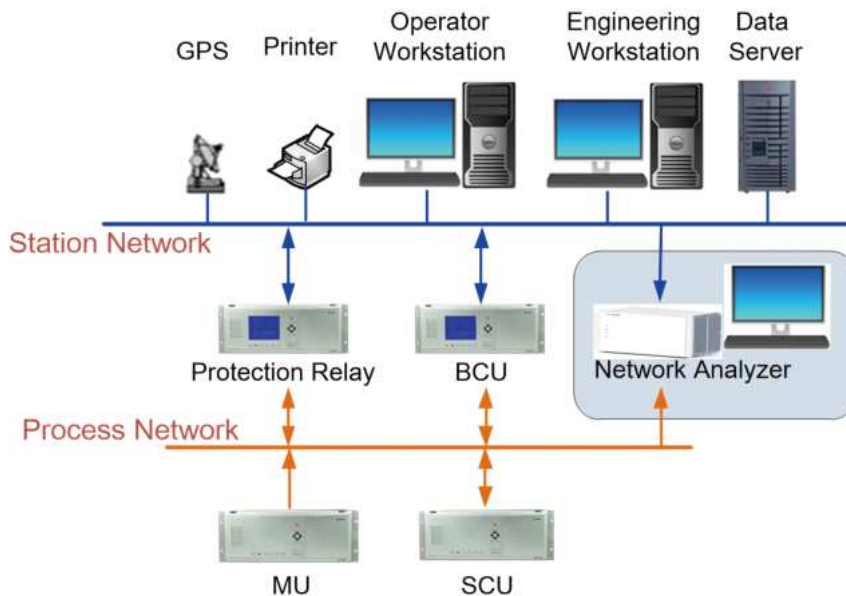 GPS
Printer
Operator
Workstation
Engineering
Workstation
Data
Server
Station Network
Protection Relay
BCU
Network Analyzer
Process Network
MU
SCU